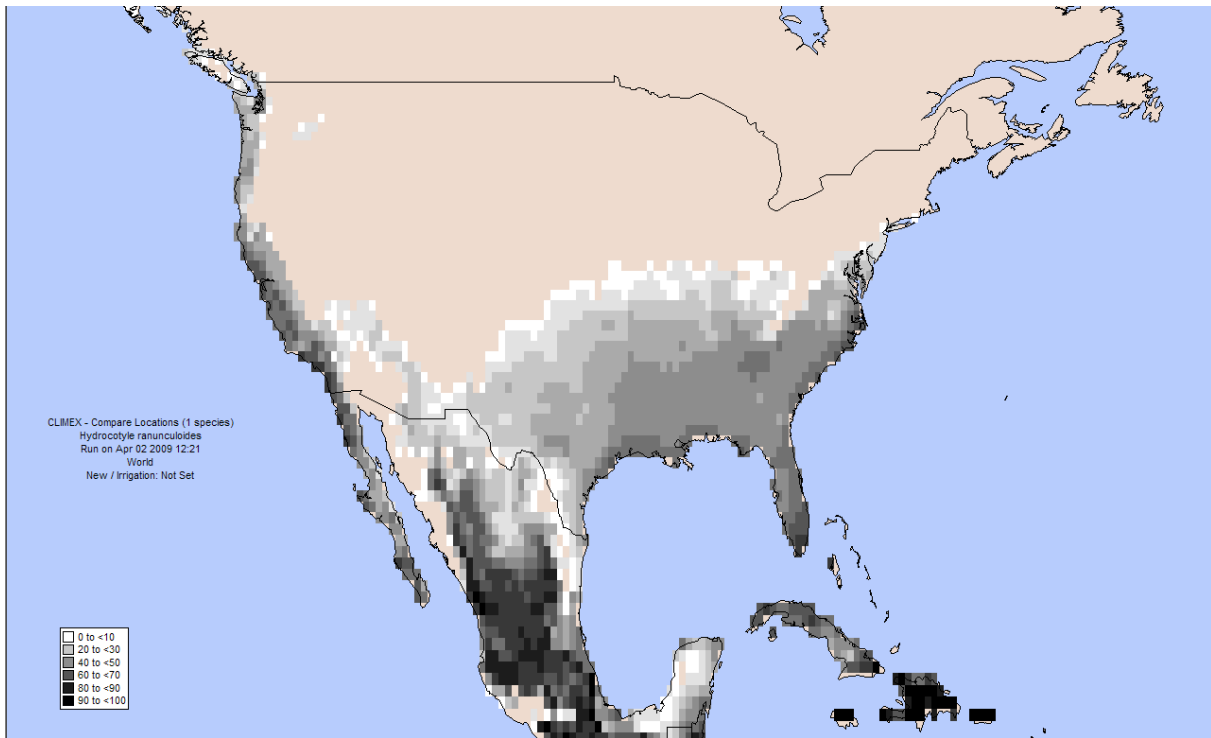 CLIMEX - Compare Locations (1 species)
Hydrocotyle ranunculoides
Run on Apr 02 2009 12:21
World
New / Irrigation: Not Set
0 to <10
20 to <30
40 to <50
60 to <70
80 to <90
90 to <100